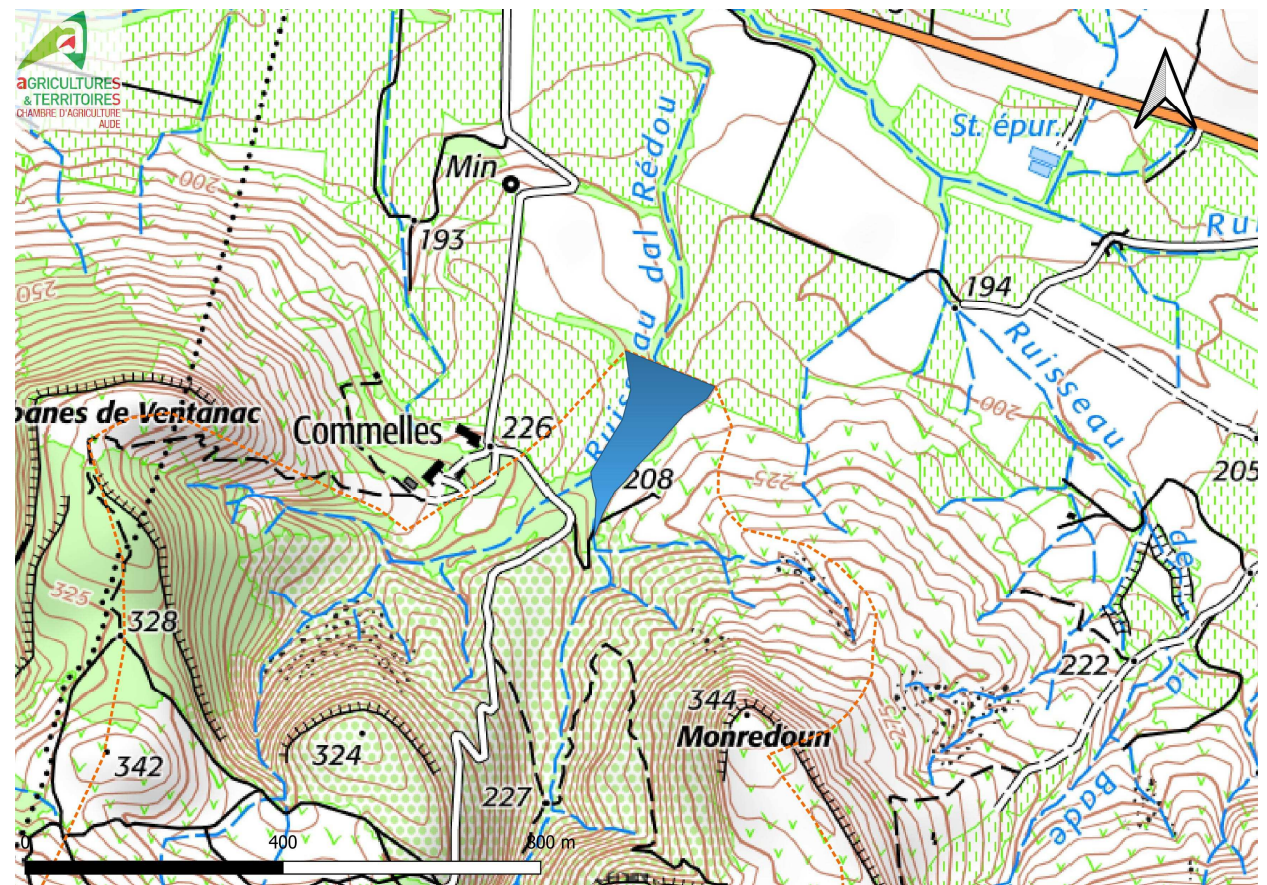 aGRICULTURES
&TERRITOIRES
CHAMBRE D'AGRICULTURE
AUDE
St. épur.
Min
Ruisseau dal Rédou
200
193
Rui
250
194
Ruisseau
200
banes de Ventanac
Commelles
226
208
225
205
de
325
328
222
344
Monredoun
275
324
342
227
Bade
0
400
800 m